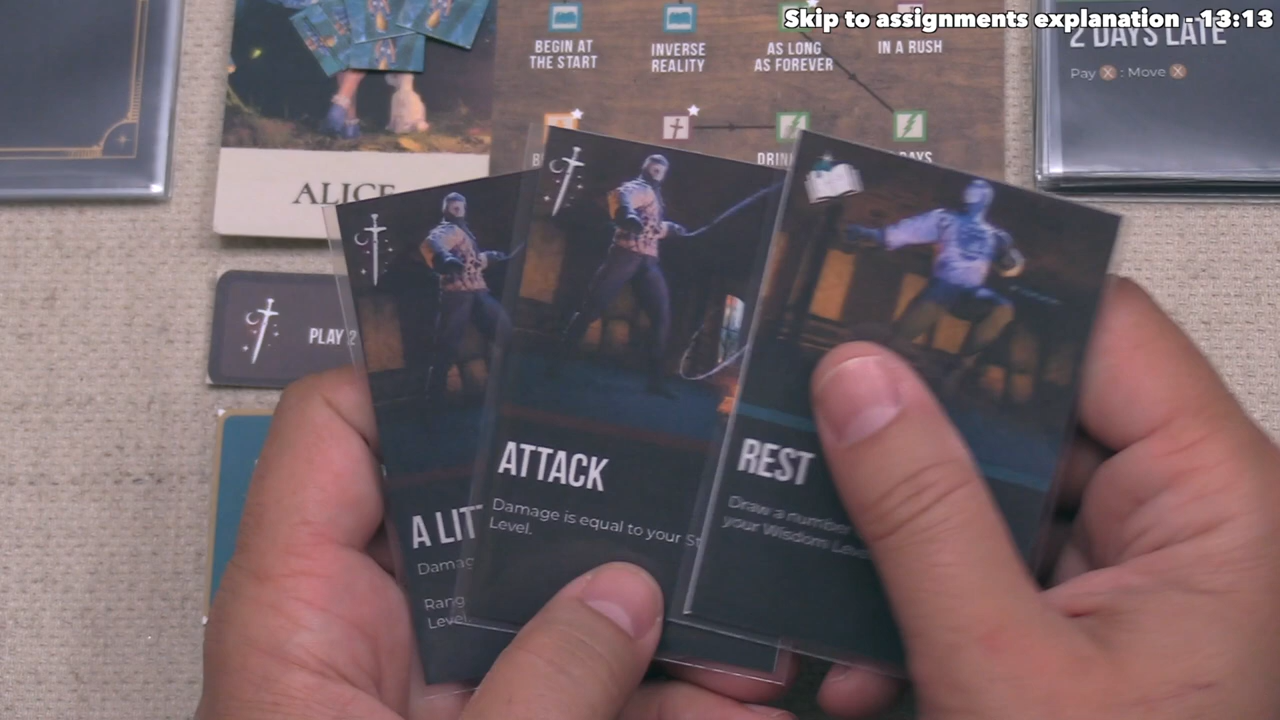 Skip to assignments explanation - 13:13
BEGIN AT
THE START
INVERSE
REALITY
AS LONG
AS FOREVER
IN A RUSH
2 DAYS LATE
Pay X : Move X
ALICE
PLAY 2
ATTACK
Damage is equal to your
Level.
REST
Draw a number
your Wisdom
A
Level